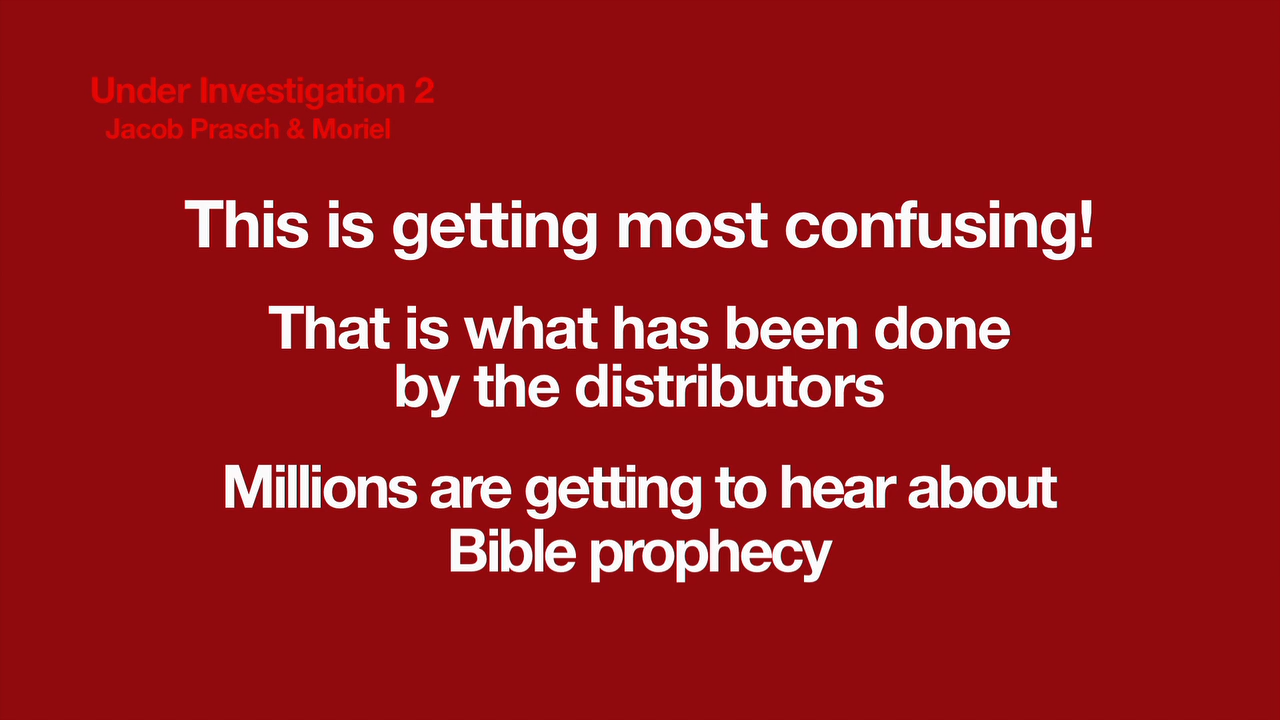 Under Investigation 2
Jacob Prasch & Moriel
This is getting most confusing!
That is what has been done
by the distributors
Millions are getting to hear about
Bible prophecy